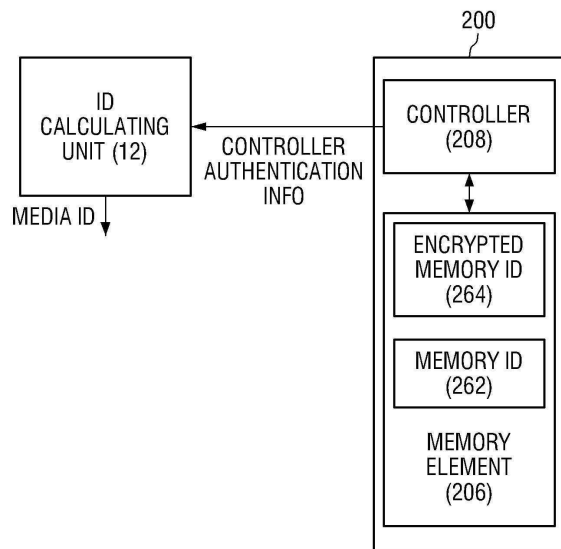 200
ID
CALCULATING
UNIT (12)
CONTROLLER
(208)
CONTROLLER
AUTHENTICATION
INFO
MEDIA ID
ENCRYPTED
MEMORY ID
(264)
MEMORY ID
(262)
MEMORY
ELEMENT
(206)